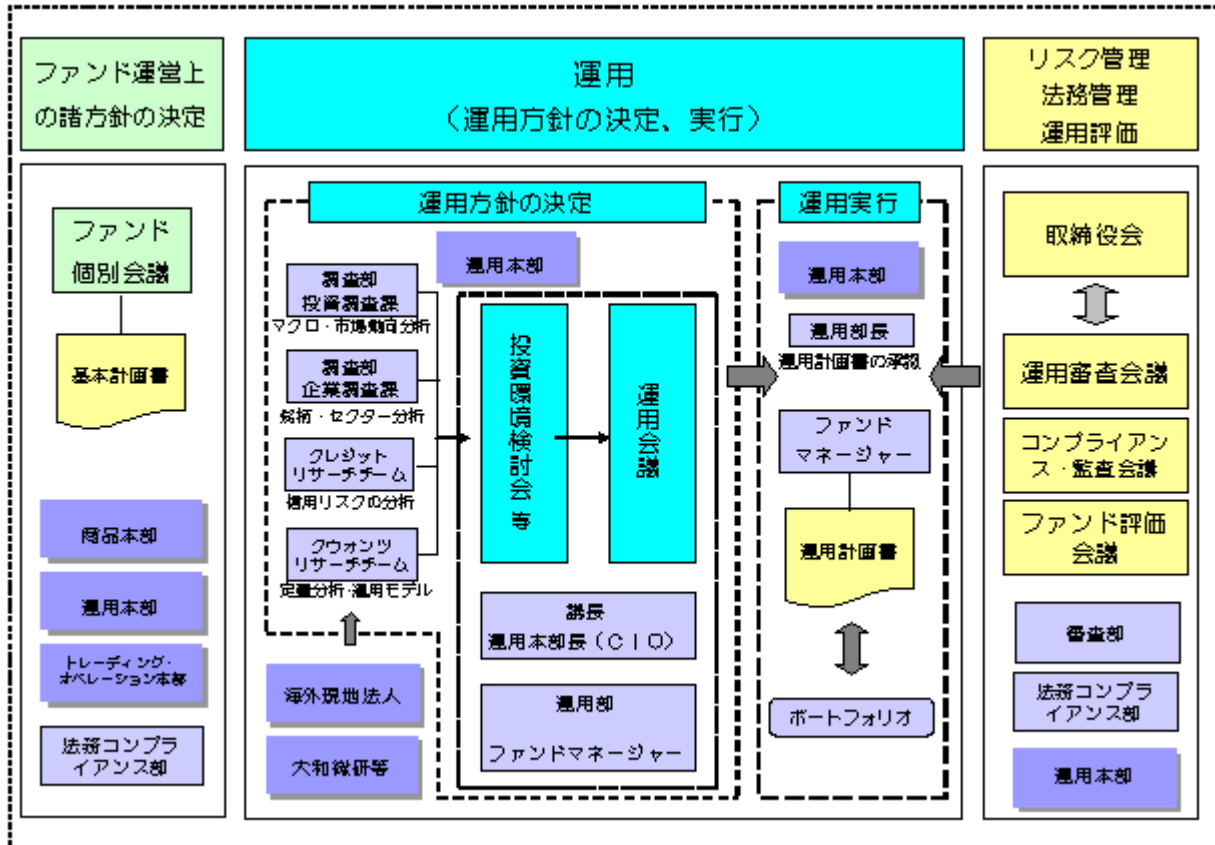 ファンド運営上
の諸方針の決定
運用
（運用方針の決定、実行）
リスク管理
法務管理
運用評価
ファンド
個別会議
基本計画書
商品本部
運用本部
トレーディング・
オペレーション本部
法務コンプラ
イアンス部
運用方針の決定
運用本部
調査部
投資調査課
マクロ・市場動向分析
調査部
企業調査課
銘柄・セクター分析
クレジット
リサーチチーム
信用リスクの分析
クウォンツ
リサーチチーム
定量分析・運用モデル
海外現地法人
大和総研等
投資環境検討会 等
運用会議
議長
運用本部長（ＣＩＯ）
運用部
ファンドマネージャー
運用実行
運用本部
運用部長
運用計画書の承認
ファンド
マネージャー
運用計画書
ポートフォリオ
取締役会
運用審査会議
コンプライアン
ス・監査会議
ファンド評価
会議
審査部
法務コンプラ
イアンス部
運用本部